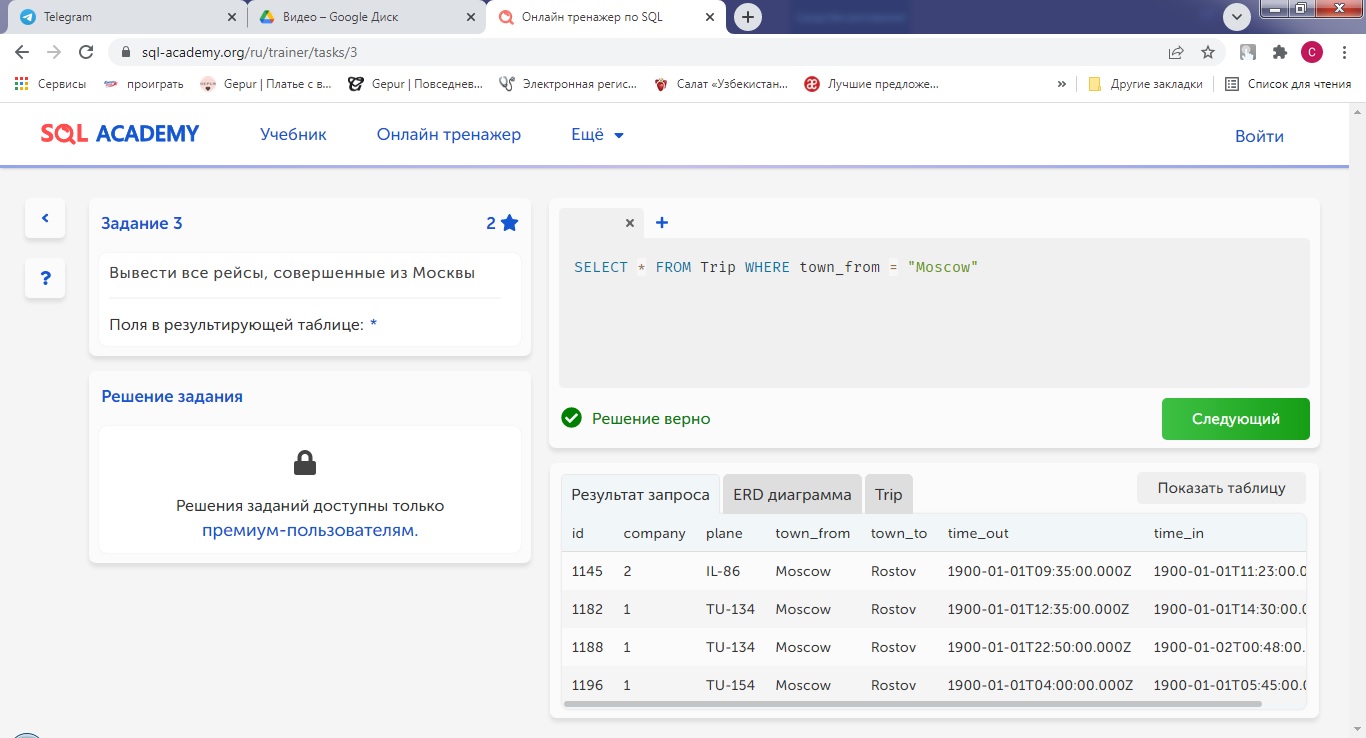 Telegram
Видео – Google Диск
Онлайн тренажер по SQL
sql-academy.org/ru/trainer/tasks/3
C
Сервисы
проиграть
Gepur | Платье с в...
Gepur | Повседнев...
Электронная регис...
Салат «Узбекистан...
Лучшие предложе...
»
Другие закладки
Список для чтения
SQL ACADEMY
Учебник
Онлайн тренажер
Ещё
Войти
Задание 3
2
Вывести все рейсы, совершенные из Москвы
Поля в результирующей таблице: *
?
Решение задания
Решения заданий доступны только
премиум-пользователям.
SELECT * FROM Trip WHERE town_from = "Moscow"
Решение верно
Следующий
Результат запроса
ERD диаграмма
Trip
Показать таблицу
id company plane town_from town_to time_out time_in
1145 2 IL-86 Moscow Rostov 1900-01-01T09:35:00.000Z 1900-01-01T11:23:00.0
1182 1 TU-134 Moscow Rostov 1900-01-01T12:35:00.000Z 1900-01-01T14:30:00.0
1188 1 TU-134 Moscow Rostov 1900-01-01T22:50:00.000Z 1900-01-02T00:48:00.
1196 1 TU-154 Moscow Rostov 1900-01-01T04:00:00.000Z 1900-01-01T05:45:00.0